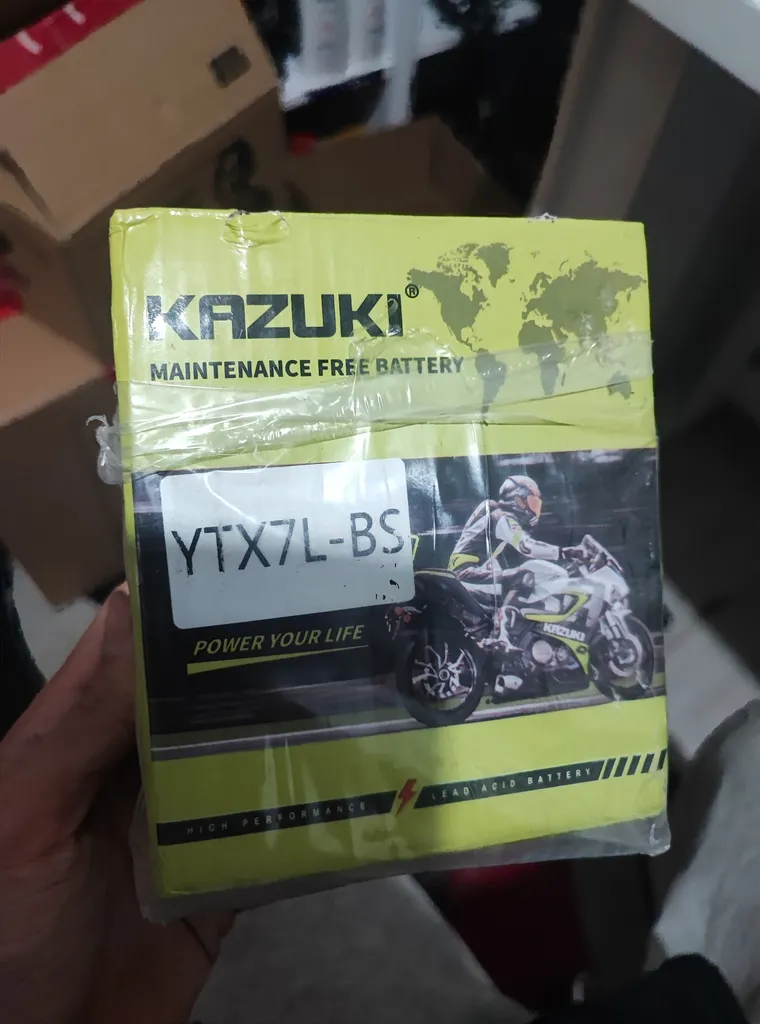 KAZUKI®
MAINTENANCE FREE BATTERY
YTX7L-BS
POWER YOUR LIFE
KAZUKI
HIGH PERFORMANCE
LEAD ACID BATTERY